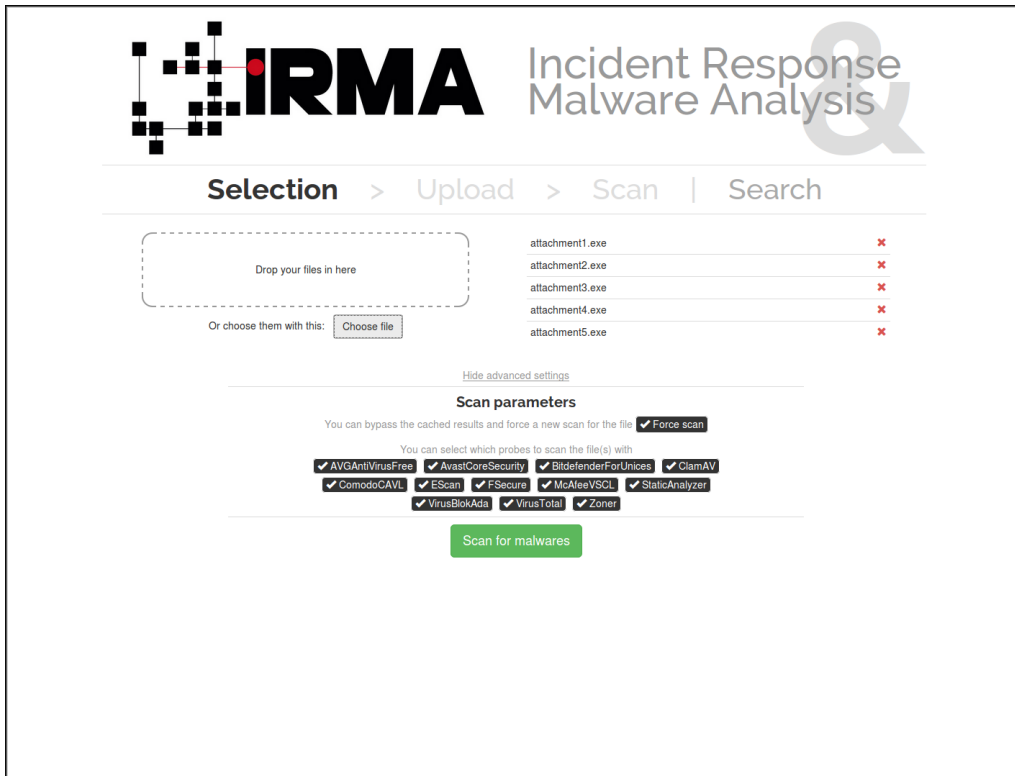 IRMA
Incident Response
&
Malware Analysis
Selection > Upload > Scan | Search
Drop your files in here
Or choose them with this: Choose file
attachment1.exe
attachment2.exe
attachment3.exe
attachment4.exe
attachment5.exe
Hide advanced settings
Scan parameters
You can bypass the cached results and force a new scan for the file ✔ Force scan
You can select which probes to scan the file(s) with
✔ AVGAntiVirusFree ✔ AvastCoreSecurity ✔ BitdefenderForUnices ✔ ClamAV
✔ ComodoCAVL ✔ EScan ✔ FSecure ✔ McAfeeVSCL ✔ StaticAnalyzer
✔ VirusBlokAda ✔ VirusTotal ✔ Zoner
Scan for malwares